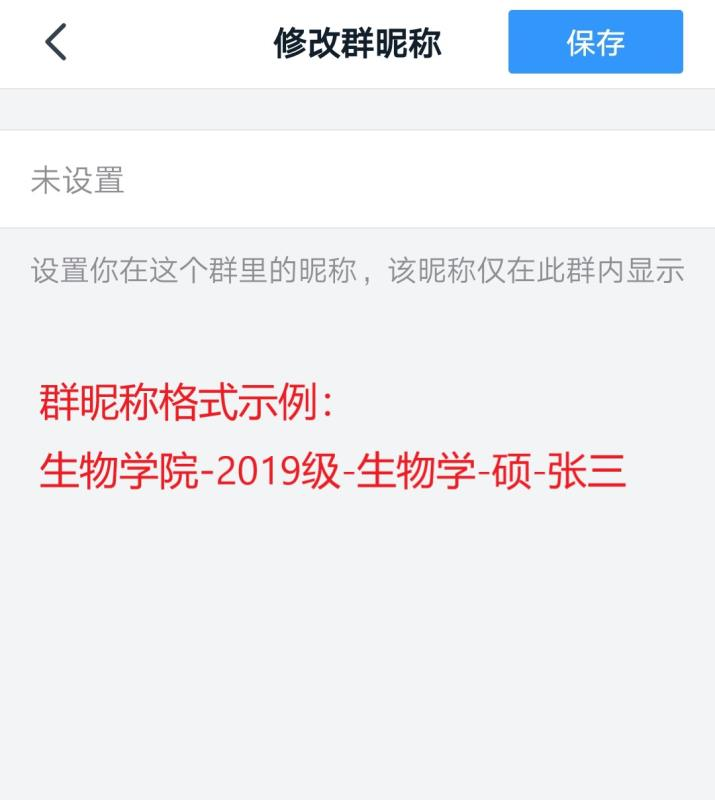 修改群昵称
保存
未设置
设置你在这个群里的昵称，该昵称仅在此群内显示
群昵称格式示例：
生物学院-2019级-生物学-硕-张三